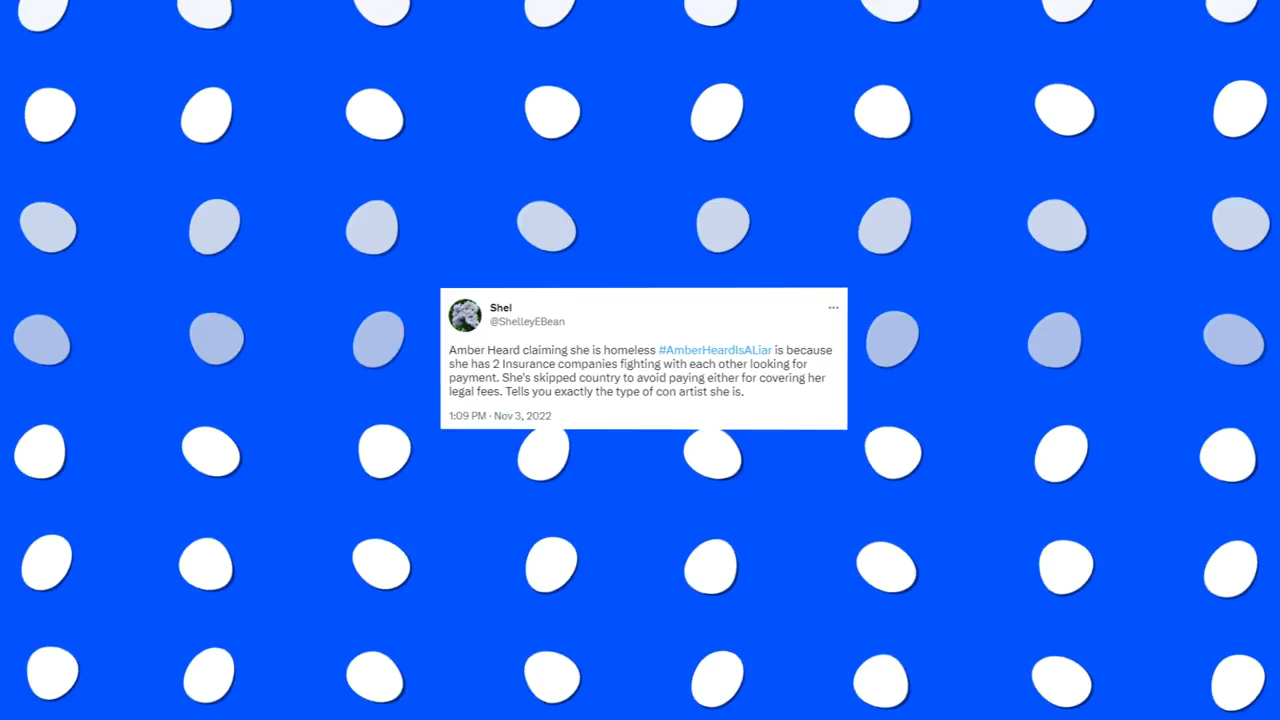 Shel
@ShelleyEBean
Amber Heard claiming she is homeless #AmberHeardIsALiar is because
she has 2 Insurance companies fighting with each other looking for
payment. She's skipped country to avoid paying either for covering her
legal fees. Tells you exactly the type of con artist she is.
1:09 PM · Nov 3, 2022